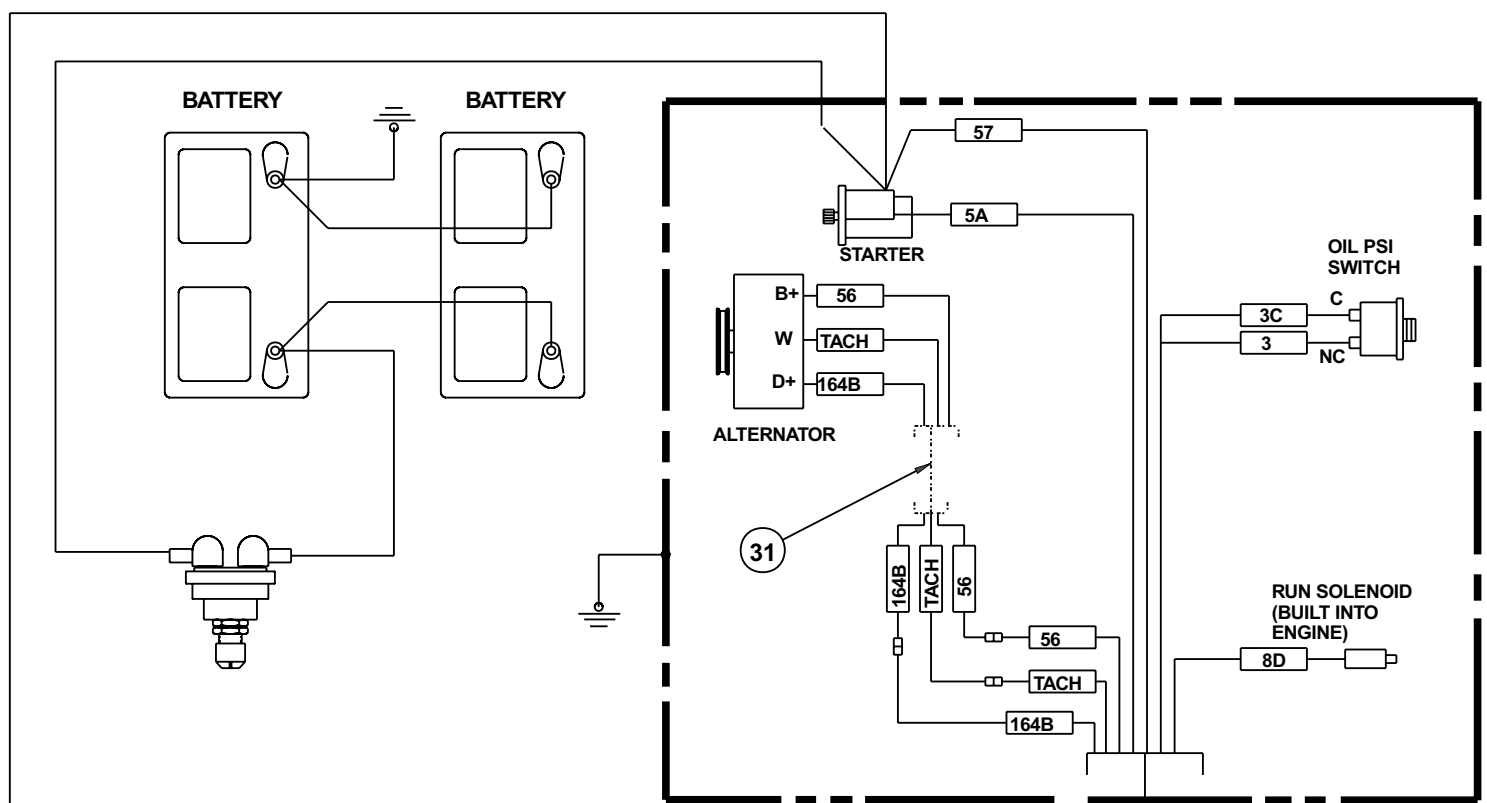 BATTERY
BATTERY
57
5A
STARTER
OIL PSI
SWITCH
B+
56
C
3C
W
TACH
3
NC
D+
164B
ALTERNATOR
31
164B
TACH
56
RUN SOLENOID
(BUILT INTO
ENGINE)
56
8D
TACH
164B